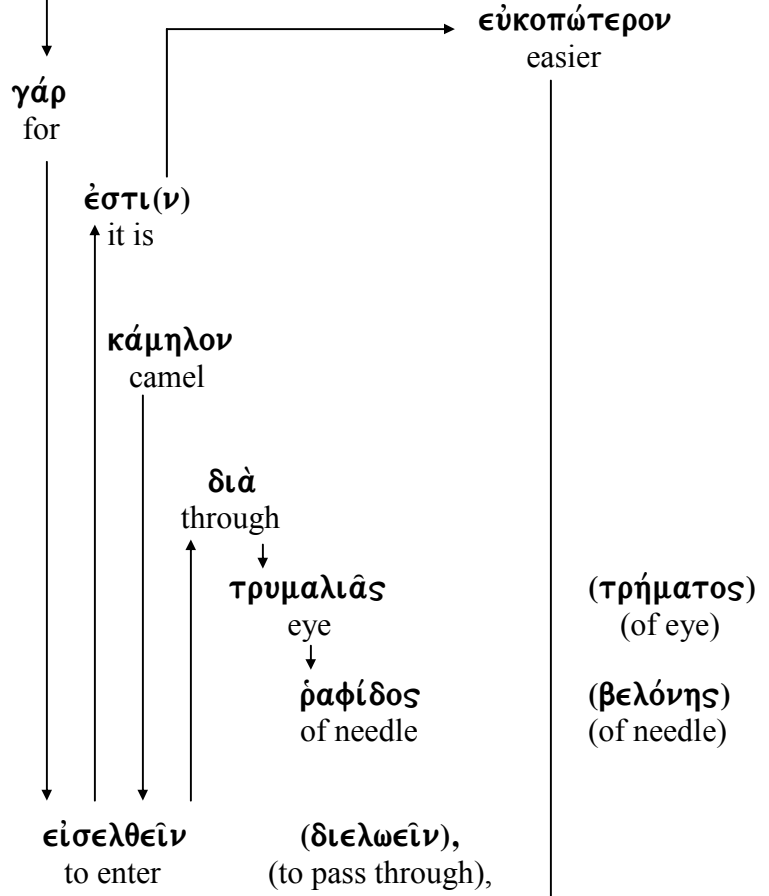 εὐκοπώτερον
easier
γάρ
for
ἐστι(ν)
it is
κάμηλον
camel
διὰ
through
τρυμαλιᾶς (τρήματος)
eye (of eye)
ῥαφίδος (βελόνης)
of needle (of needle)
εἰσελθεῖν (διελωεῖν),
to enter (to pass through),